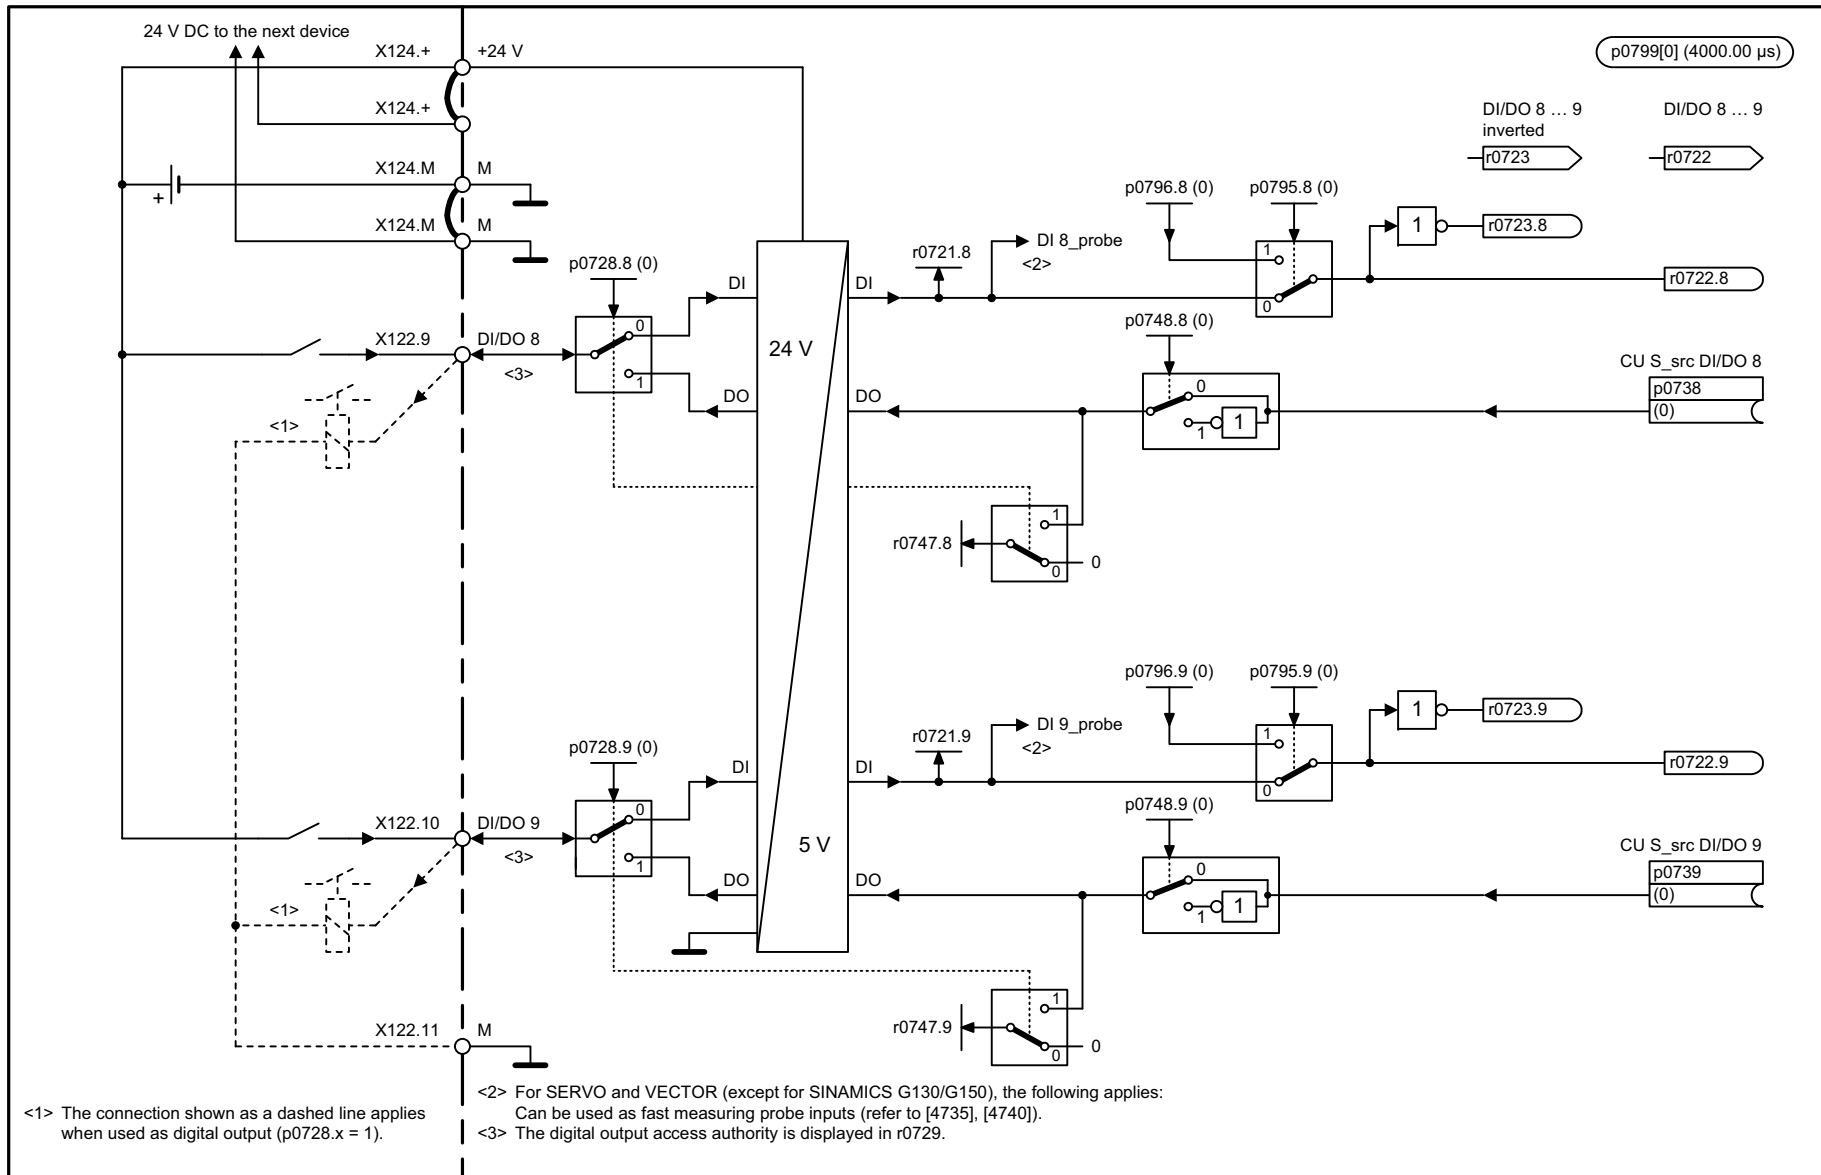 24 V DC to the next device
X124.+
+24 V
p0799[0] (4000.00 µs)
X124.+
DI/DO 8 ... 9
inverted
DI/DO 8 ... 9
r0723
r0722
X124.M
M
+
p0796.8 (0)
p0795.8 (0)
X124.M
M
1
r0723.8
DI 8_probe
<2>
r0721.8
1
p0728.8 (0)
DI
DI
r0722.8
0
p0748.8 (0)
X122.9
DI/DO 8
<3>
0
1
24 V
CU S_src DI/DO 8
p0738
(0)
DO
DO
0
1
1
<1>
1
r0747.8
0
0
p0796.9 (0)
p0795.9 (0)
1
r0723.9
DI 9_probe
<2>
r0721.9
1
p0728.9 (0)
DI
DI
r0722.9
0
p0748.9 (0)
X122.10
DI/DO 9
<3>
0
1
5 V
CU S_src DI/DO 9
p0739
(0)
DO
DO
0
1
1
<1>
1
r0747.9
0
0
X122.11
M
<1> The connection shown as a dashed line applies
when used as digital output (p0728.x = 1).
<2> For SERVO and VECTOR (except for SINAMICS G130/G150), the following applies:
Can be used as fast measuring probe inputs (refer to [4735], [4740]).
<3> The digital output access authority is displayed in r0729.